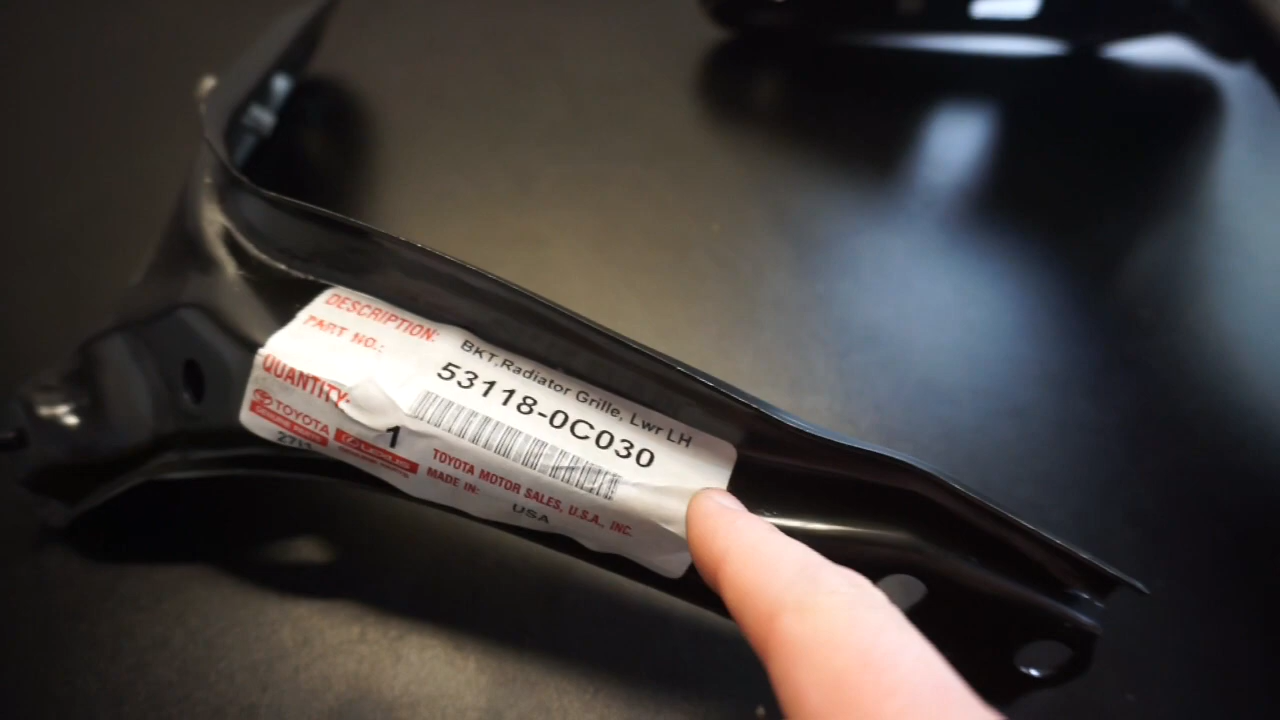 DESCRIPTION: BKT,Radiator Grille, Lwr LH
PART NO.: 53118-0C030
QUANTITY: 1
TOYOTA
LEXUS
TOYOTA MOTOR SALES, U.S.A., INC.
MADE IN: USA